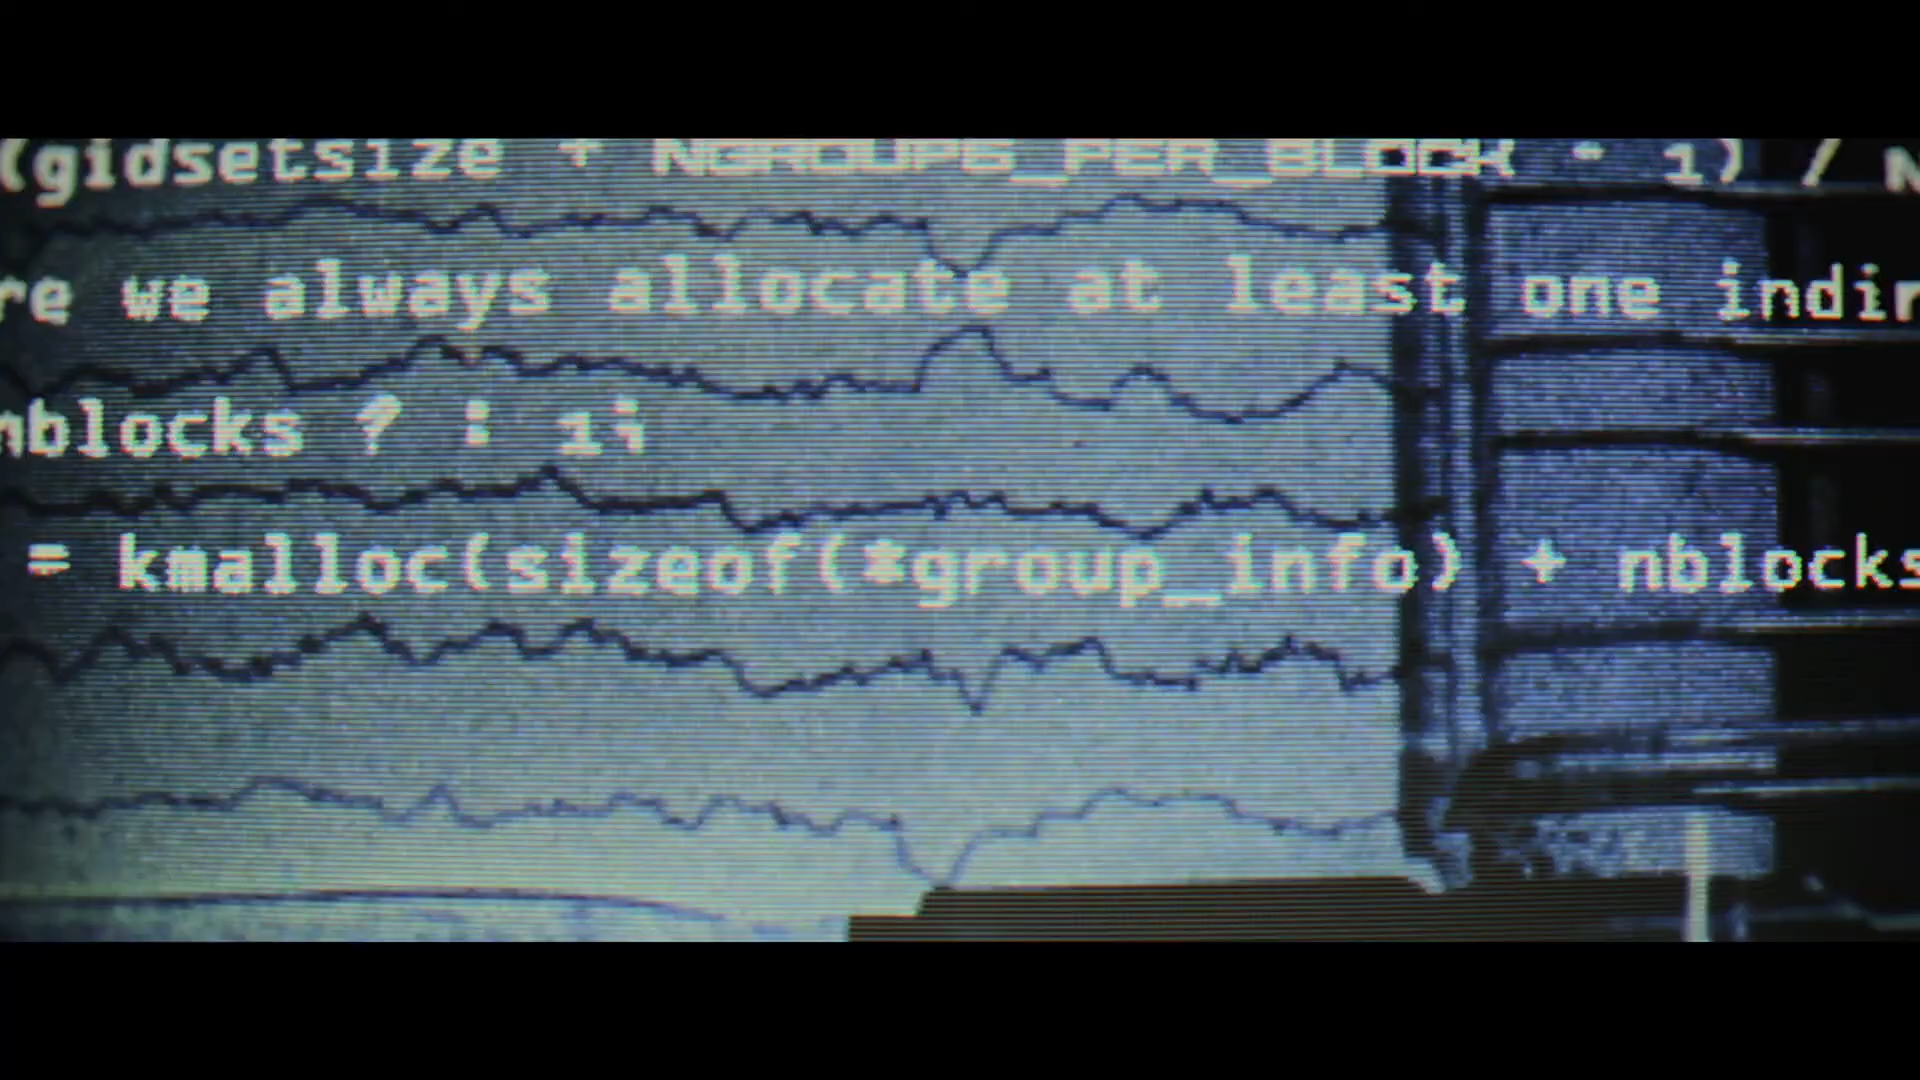 (gidsetsize + NGROUPS_PER_BLOCK - 1) / N
re we always allocate at least one indir
nblocks ? : 1;
= kmalloc(sizeof(*group_info) + nblocks